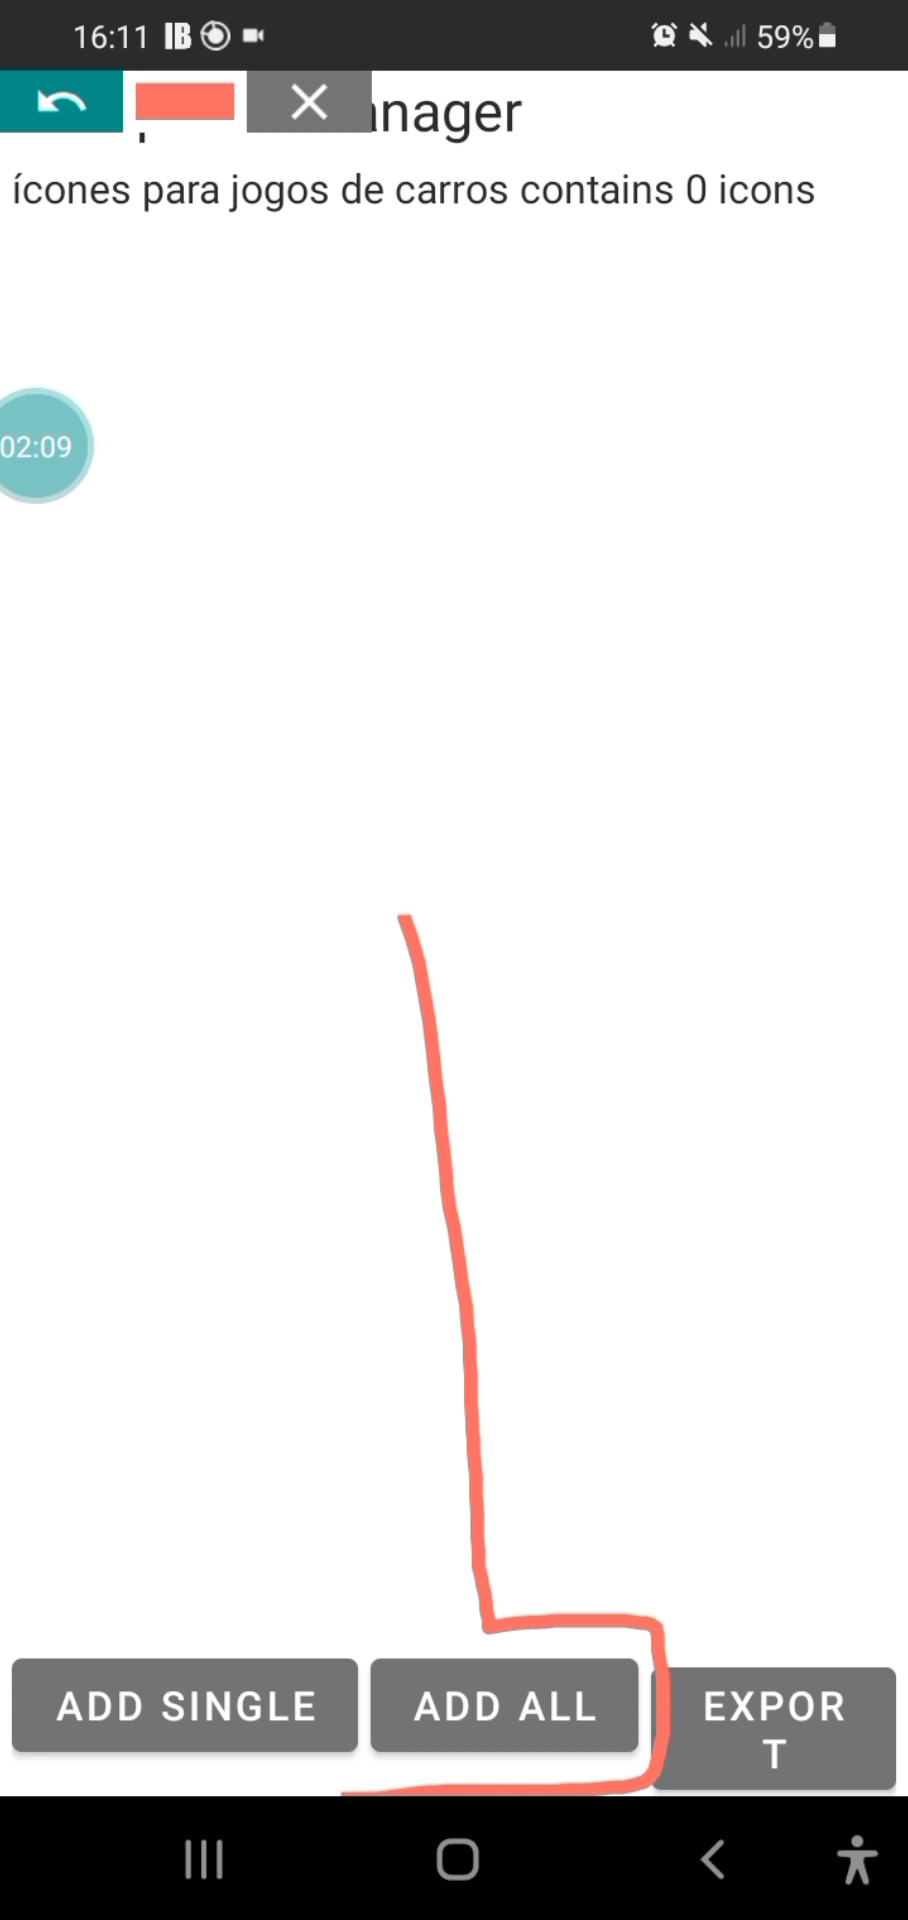 16:11 59%
nager
ícones para jogos de carros contains 0 icons
02:09
ADD SINGLE ADD ALL EXPOR
T